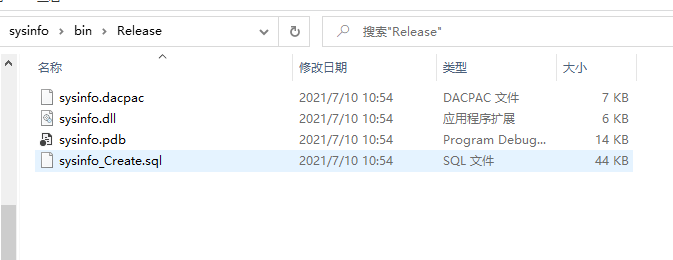 sysinfo > bin > Release
搜索"Release"
名称 修改日期 类型 大小
sysinfo.dacpac 2021/7/10 10:54 DACPAC 文件 7 KB
sysinfo.dll 2021/7/10 10:54 应用程序扩展 6 KB
sysinfo.pdb 2021/7/10 10:54 Program Debug... 14 KB
sysinfo_Create.sql 2021/7/10 10:54 SQL 文件 44 KB